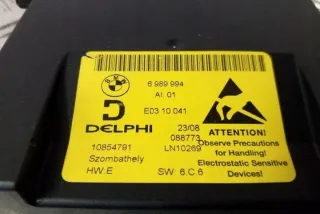 6 989 994
AI: 01
E03 10 041
DELPHI
23/08
088773
10854791
LN10269
Szombathely
HW:E
SW: 6.C.6
ATTENTION!
Observe Precautions
for Handling!
Electrostatic Sensitive
Devices!